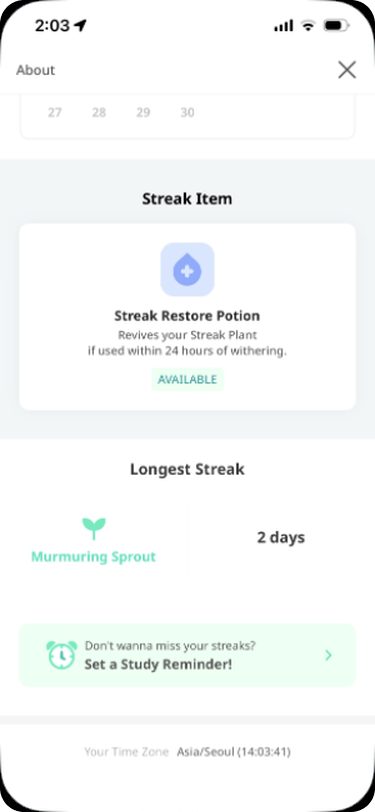 2:03
About
27 28 29 30
Streak Item
Streak Restore Potion
Revives your Streak Plant
if used within 24 hours of withering.
AVAILABLE
Longest Streak
Murmuring Sprout
2 days
Don't wanna miss your streaks?
Set a Study Reminder!
Your Time Zone Asia/Seoul (14:03:41)